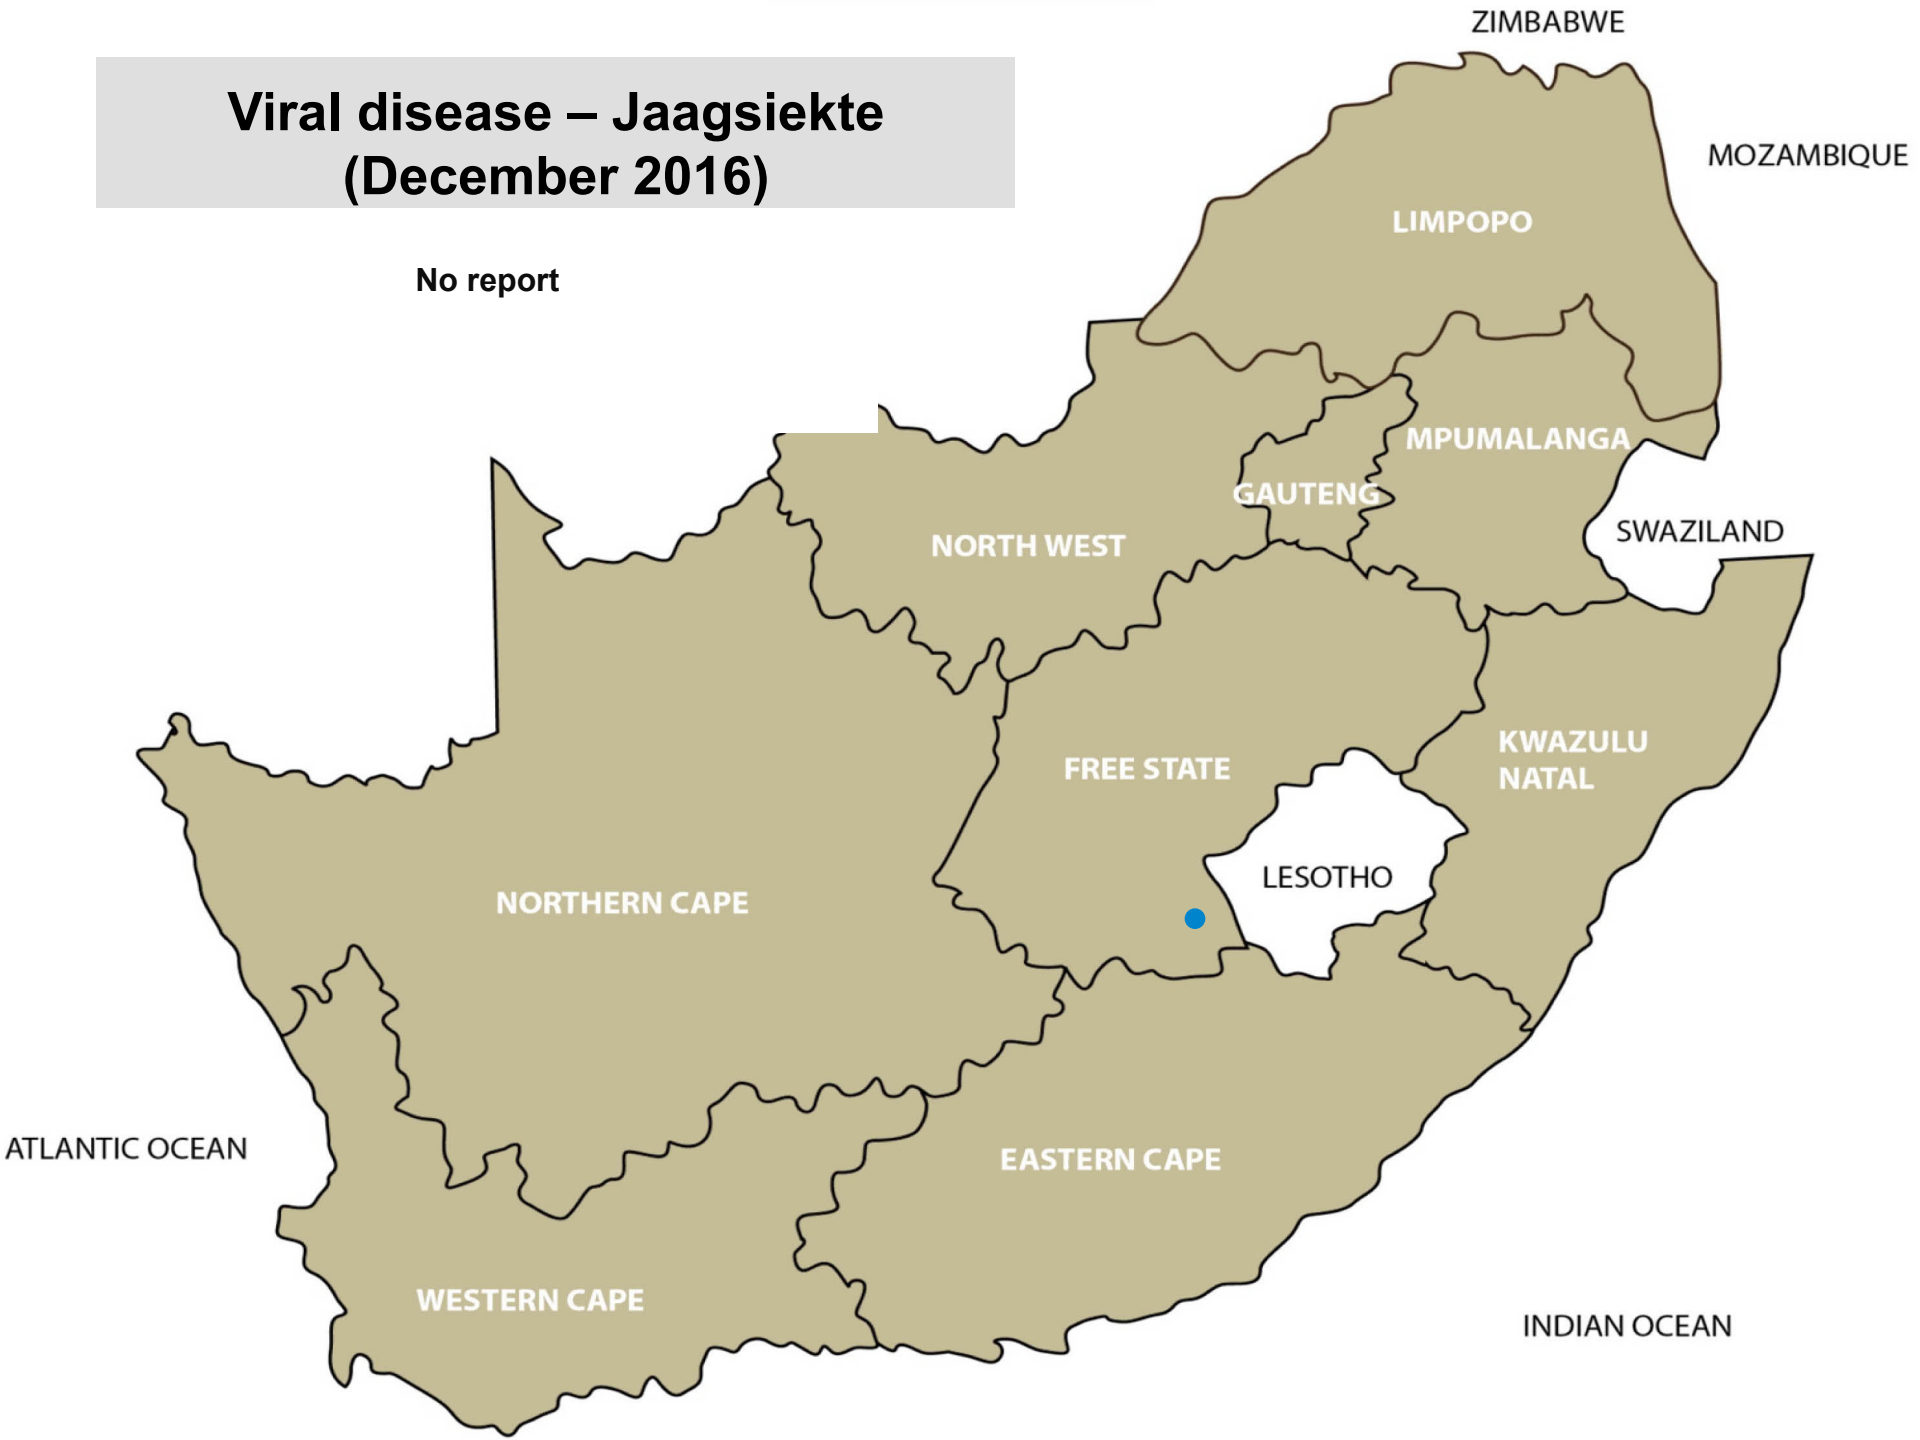 ZIMBABWE
Viral disease – Jaagsiekte
(December 2016)
MOZAMBIQUE
LIMPOPO
No report
MPUMALANGA
GAUTENG
SWAZILAND
NORTH WEST
KWAZULU
NATAL
FREE STATE
LESOTHO
NORTHERN CAPE
ATLANTIC OCEAN
EASTERN CAPE
WESTERN CAPE
INDIAN OCEAN